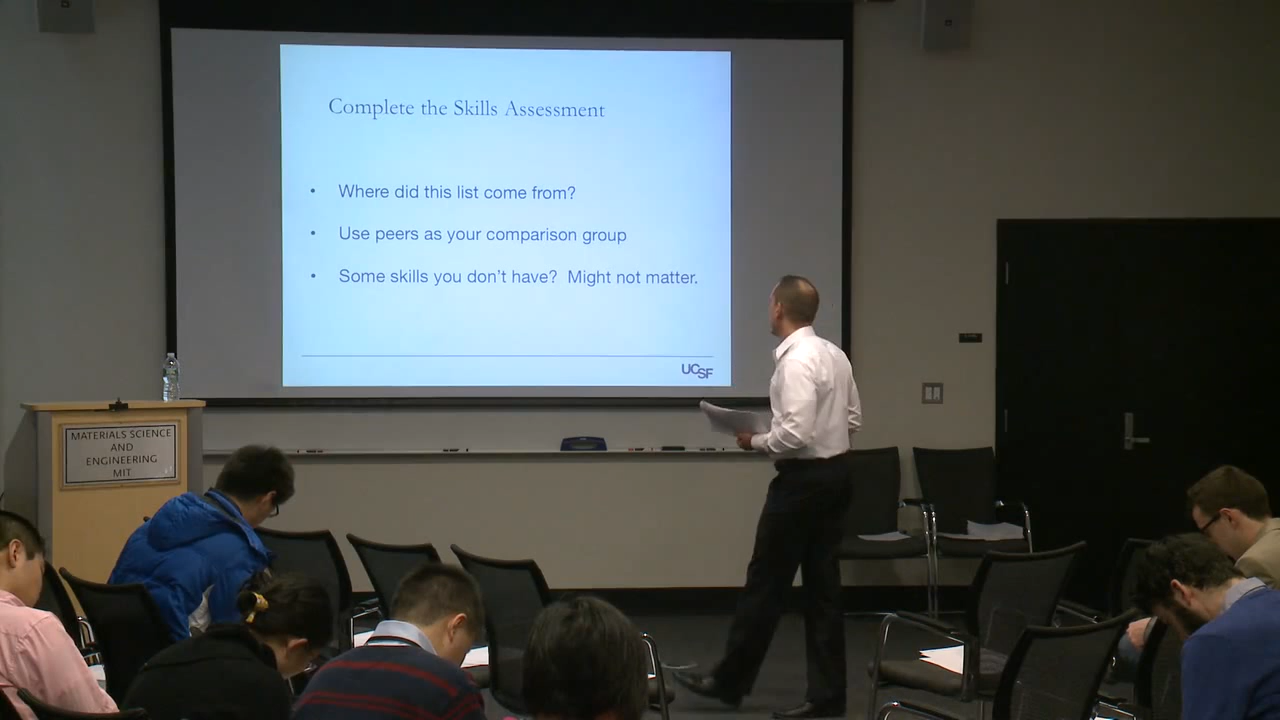 Complete the Skills Assessment
• Where did this list come from?
• Use peers as your comparison group
• Some skills you don't have?  Might not matter.
UCSF
MATERIALS SCIENCE
AND
ENGINEERING
MIT